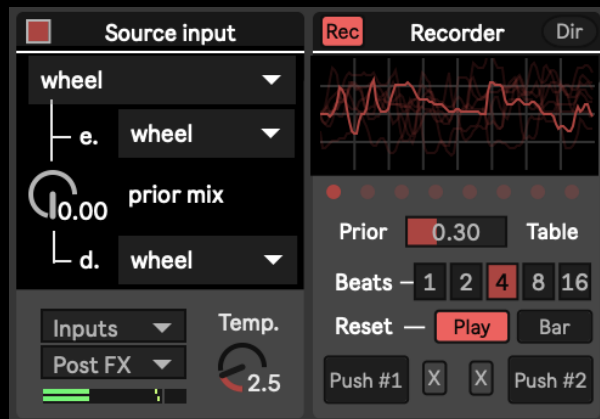 Source input
wheel
e. wheel
0.00 prior mix
d. wheel
Inputs
Temp.
Post FX
2.5
Rec Recorder Dir
Prior 0.30 Table
Beats 1 2 4 8 16
Reset Play Bar
Push #1 X X Push #2